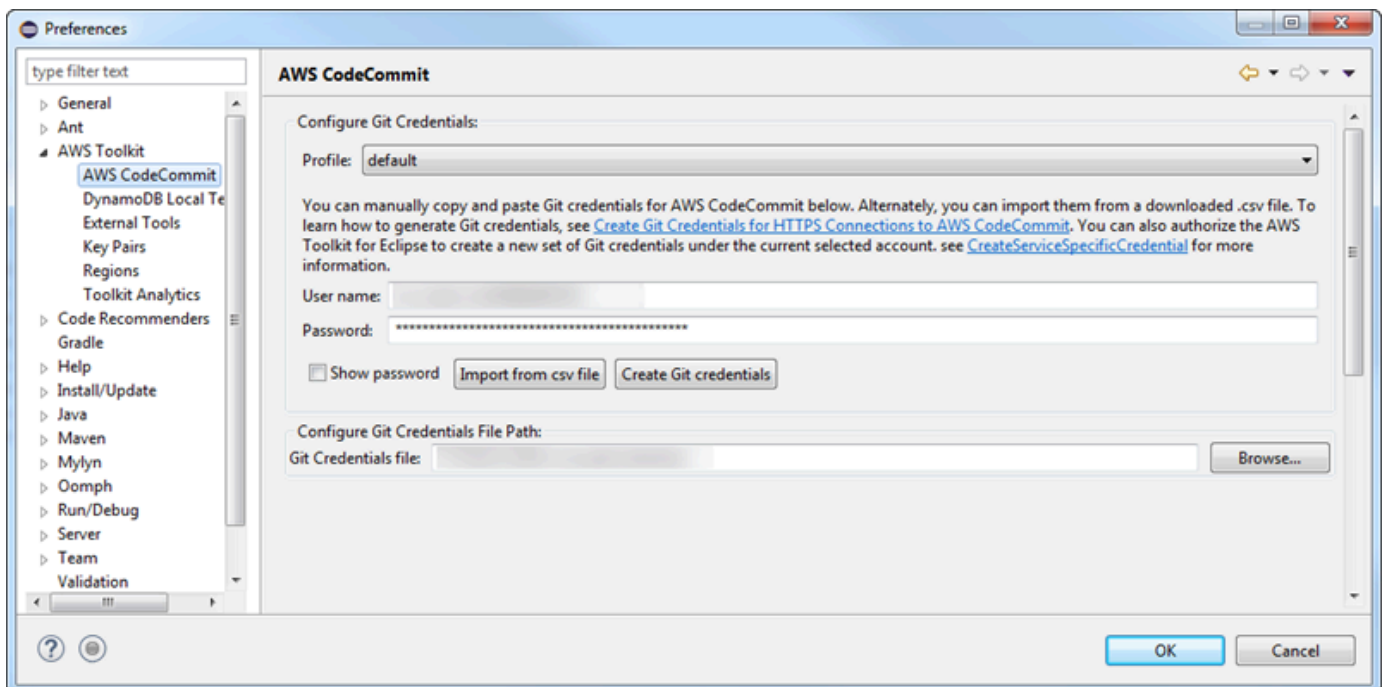 Preferences
type filter text
General
Ant
AWS Toolkit
AWS CodeCommit
DynamoDB Local Te
External Tools
Key Pairs
Regions
Toolkit Analytics
Code Recommenders
Gradle
Help
Install/Update
Java
Maven
Mylyn
Oomph
Run/Debug
Server
Team
Validation
AWS CodeCommit
Configure Git Credentials:
Profile: default
You can manually copy and paste Git credentials for AWS CodeCommit below. Alternately, you can import them from a downloaded .csv file. To
learn how to generate Git credentials, see Create Git Credentials for HTTPS Connections to AWS CodeCommit. You can also authorize the AWS
Toolkit for Eclipse to create a new set of Git credentials under the current selected account. see CreateServiceSpecificCredential for more
information.
User name:
Password: ********************************************
Show password Import from csv file Create Git credentials
Configure Git Credentials File Path:
Git Credentials file: Browse...
OK Cancel